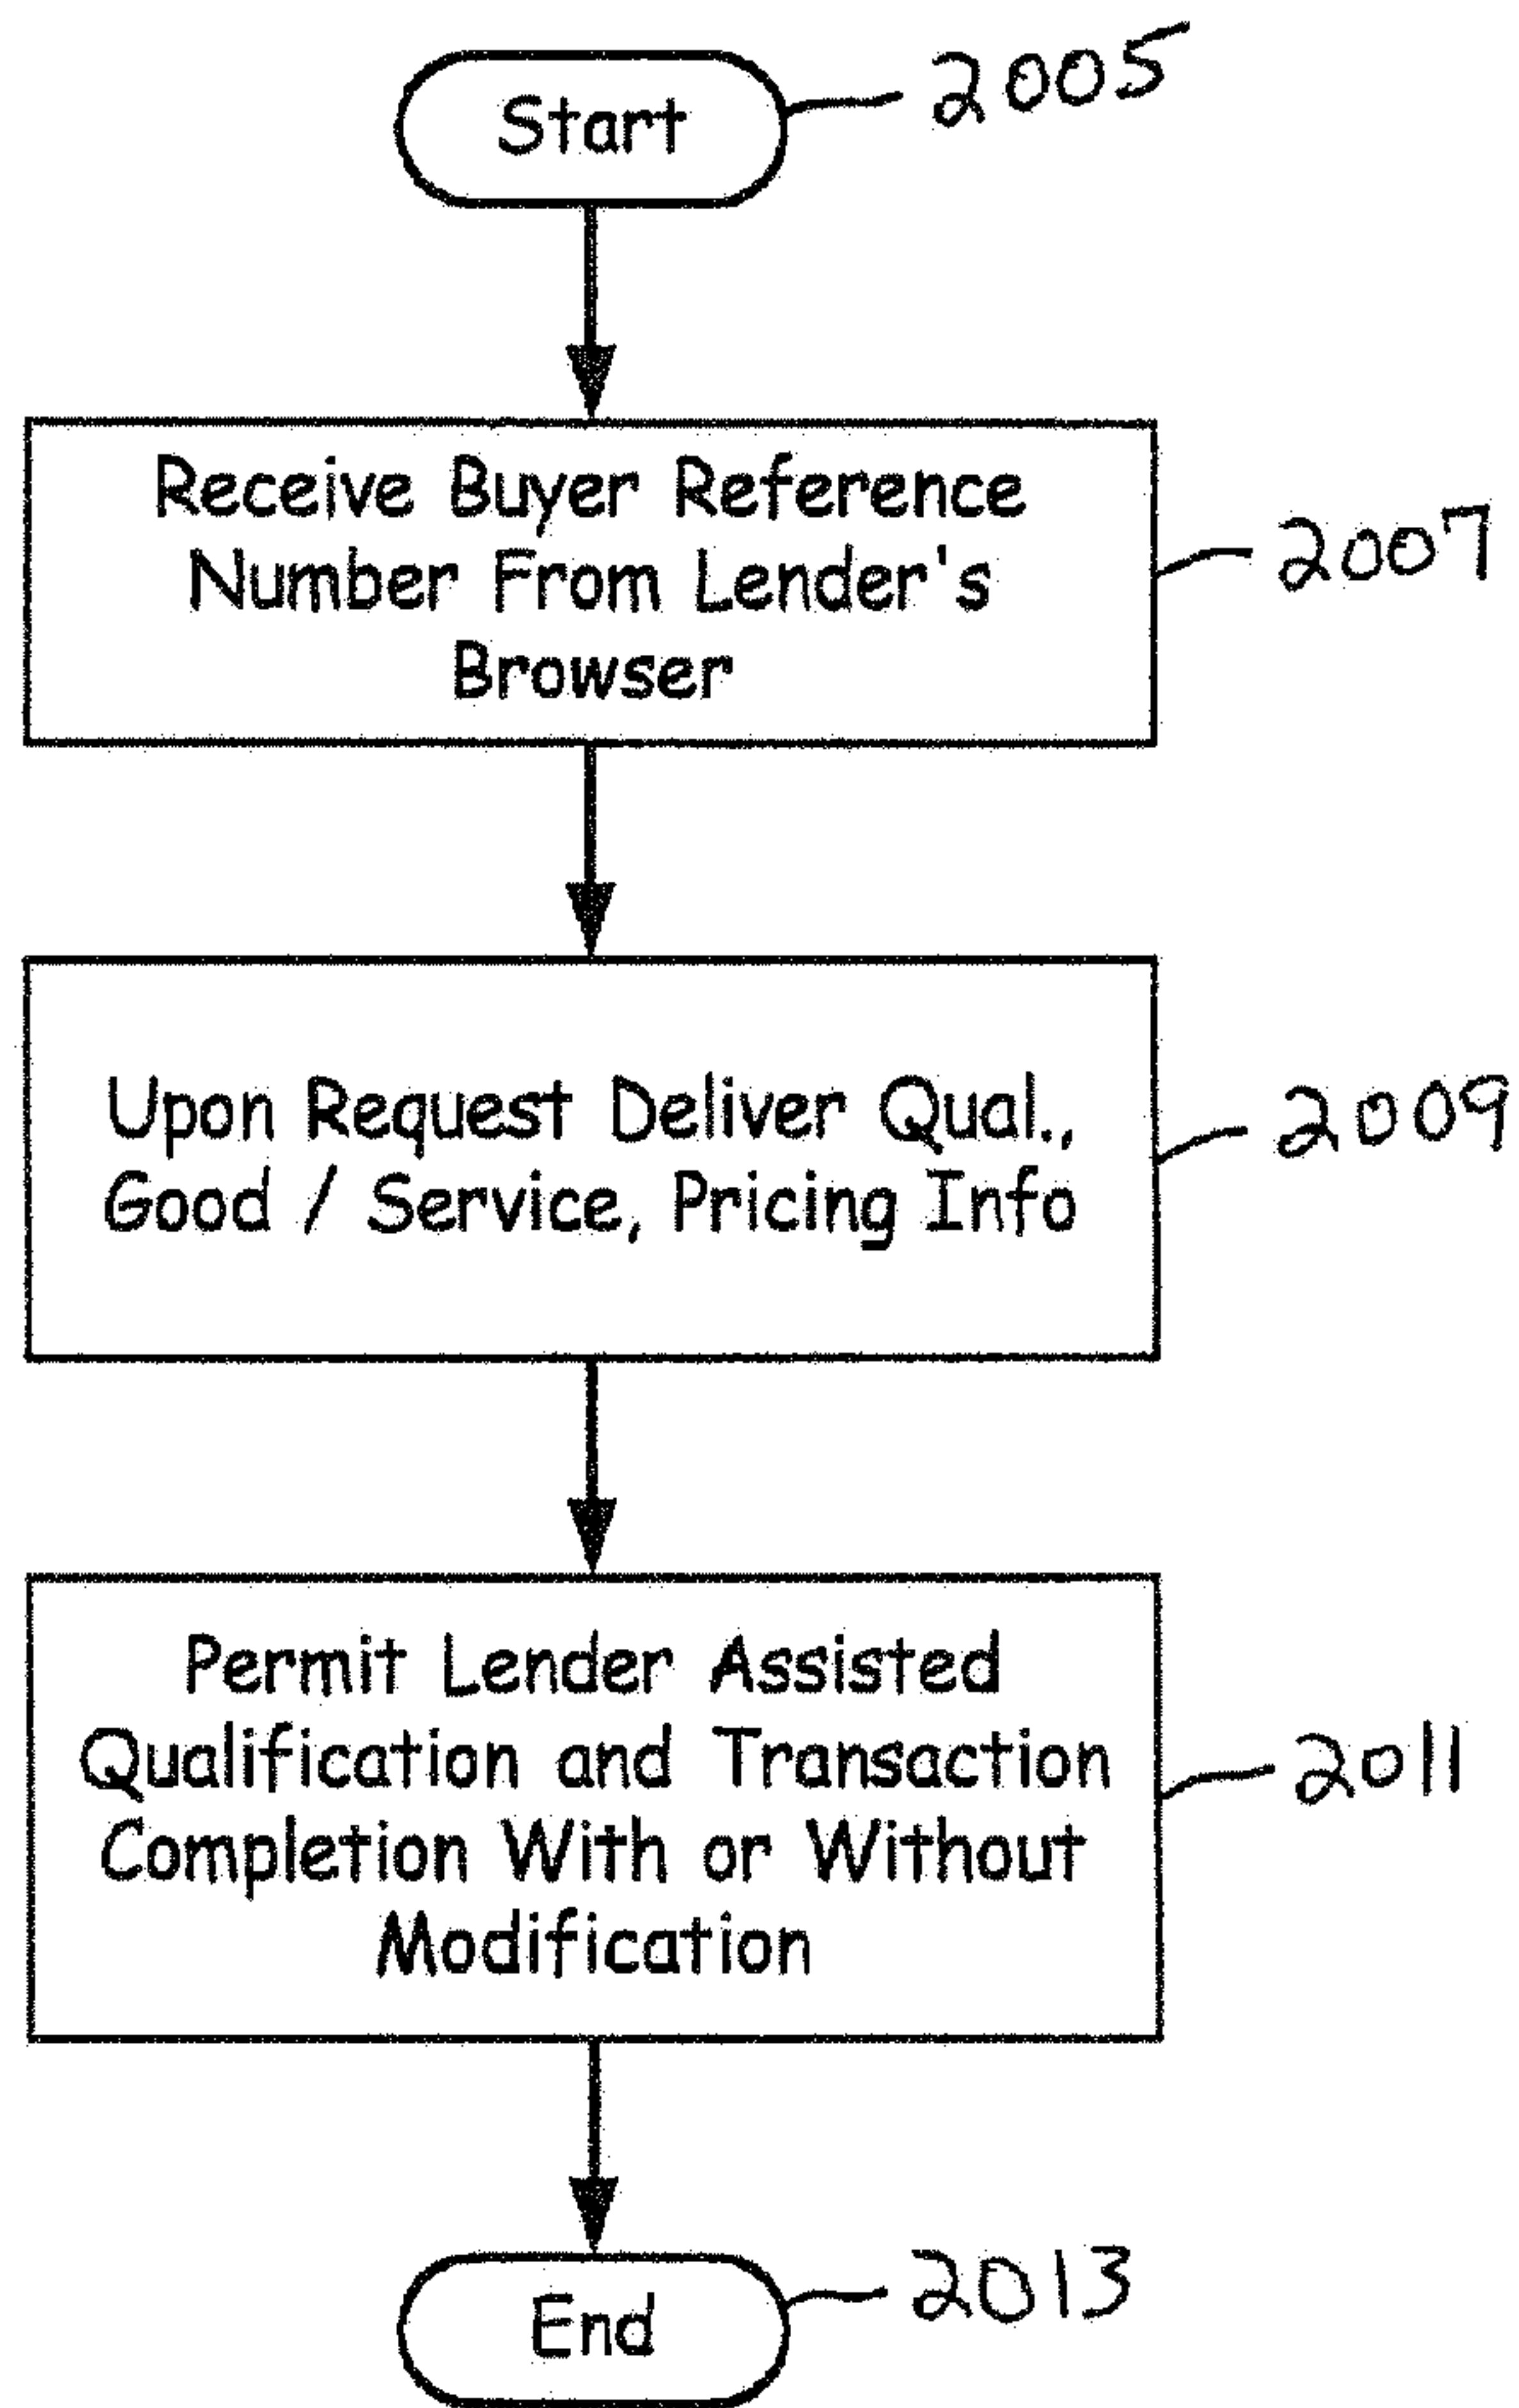 Start
2005
Receive Buyer Reference
Number From Lender's
Browser
2007
Upon Request Deliver Qual.,
Good / Service, Pricing Info
2009
Permit Lender Assisted
Qualification and Transaction
Completion With or Without
Modification
2011
End
2013